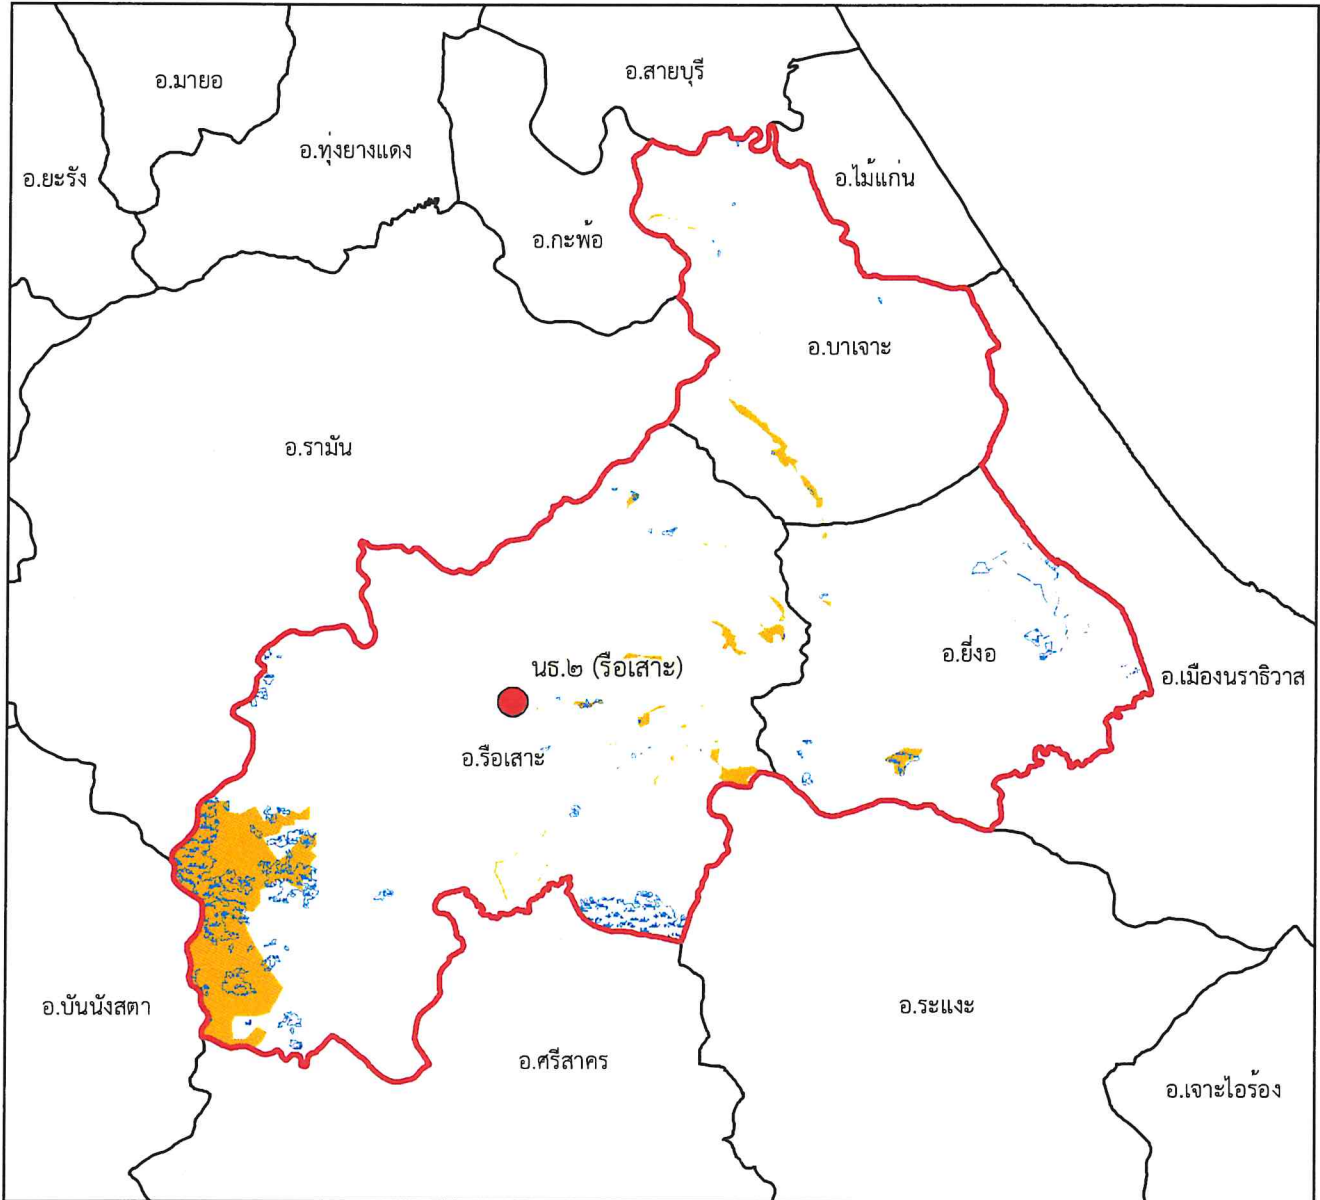 อ.สายบุรี
อ.มายอ
อ.ทุ่งยางแดง
อ.ยะรัง
อ.ไม้แก่น
อ.กะพ้อ
อ.บาเจาะ
อ.รามัน
อ.ยี่งอ
นธ.๒ (รือเสาะ)
อ.เมืองนราธิวาส
อ.รือเสาะ
อ.บันนังสตา
อ.ระแงะ
อ.ศรีสาคร
อ.เจาะไอร้อง